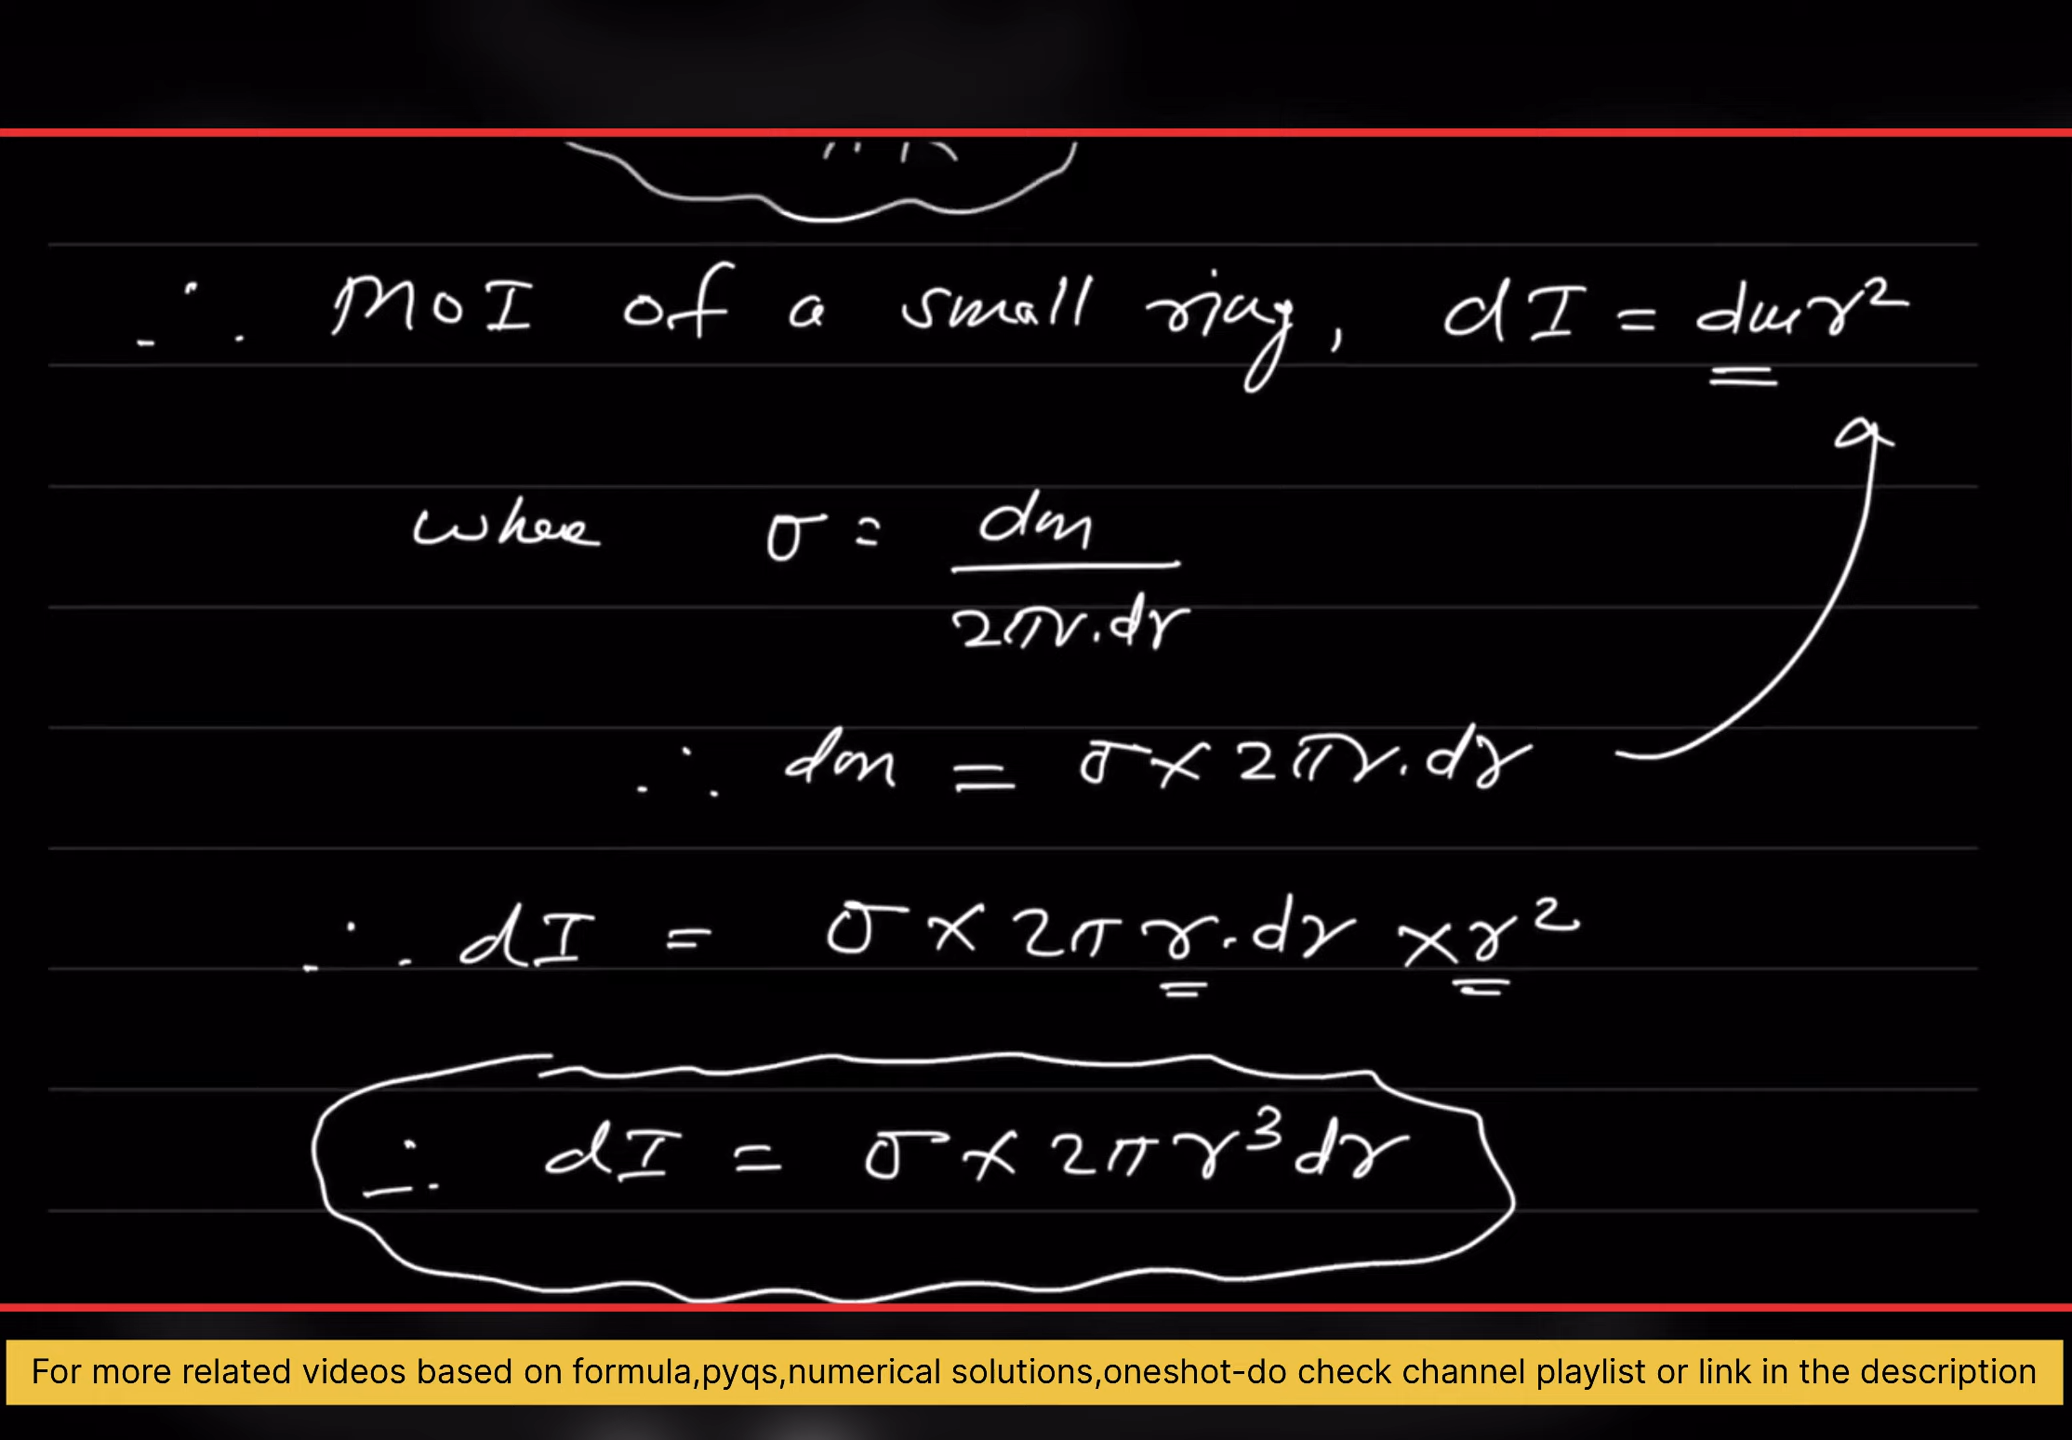 ∴ MOI of a small ring, dI = dm r²
where σ = dm / 2πr.dr
∴ dm = σ × 2πr.dr
∴ dI = σ × 2πr.dr × r²
∴ dI = σ × 2πr³dr
For more related videos based on formula,pyqs,numerical solutions,oneshot-do check channel playlist or link in the description